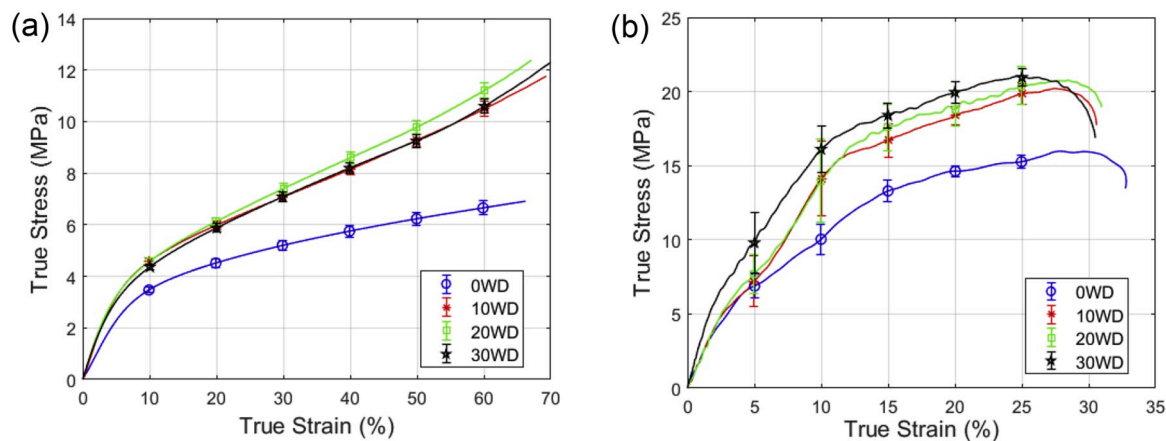 (a)
14
12
10
8
6
4
2
0
True Stress (MPa)
0 10 20 30 40 50 60 70
True Strain (%)
0WD
10WD
20WD
30WD
(b)
25
20
15
10
5
0
True Stress (MPa)
0 5 10 15 20 25 30 35
True Strain (%)
0WD
10WD
20WD
30WD